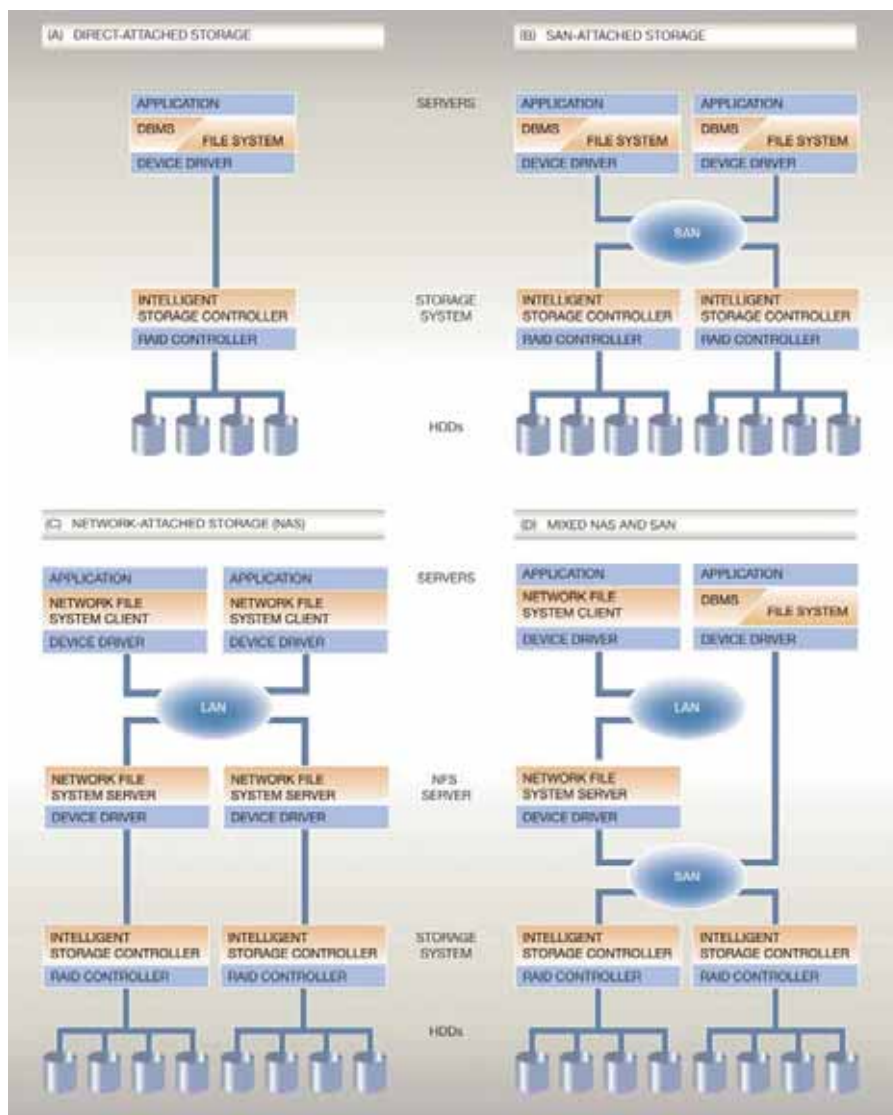 (A) DIRECT-ATTACHED STORAGE
APPLICATION
DBMS
FILE SYSTEM
DEVICE DRIVER
INTELLIGENT
STORAGE CONTROLLER
RAID CONTROLLER
SERVERS
STORAGE
SYSTEM
HDDs
(B) SAN-ATTACHED STORAGE
APPLICATION
DBMS
FILE SYSTEM
DEVICE DRIVER
APPLICATION
DBMS
FILE SYSTEM
DEVICE DRIVER
SAN
INTELLIGENT
STORAGE CONTROLLER
RAID CONTROLLER
INTELLIGENT
STORAGE CONTROLLER
RAID CONTROLLER
(C) NETWORK-ATTACHED STORAGE (NAS)
APPLICATION
NETWORK FILE
SYSTEM CLIENT
DEVICE DRIVER
APPLICATION
NETWORK FILE
SYSTEM CLIENT
DEVICE DRIVER
LAN
NETWORK FILE
SYSTEM SERVER
DEVICE DRIVER
NETWORK FILE
SYSTEM SERVER
DEVICE DRIVER
INTELLIGENT
STORAGE CONTROLLER
RAID CONTROLLER
INTELLIGENT
STORAGE CONTROLLER
RAID CONTROLLER
SERVERS
NFS
SERVER
STORAGE
SYSTEM
HDDs
(D) MIXED NAS AND SAN
APPLICATION
NETWORK FILE
SYSTEM CLIENT
DEVICE DRIVER
APPLICATION
DBMS
FILE SYSTEM
DEVICE DRIVER
LAN
NETWORK FILE
SYSTEM SERVER
DEVICE DRIVER
SAN
INTELLIGENT
STORAGE CONTROLLER
RAID CONTROLLER
INTELLIGENT
STORAGE CONTROLLER
RAID CONTROLLER